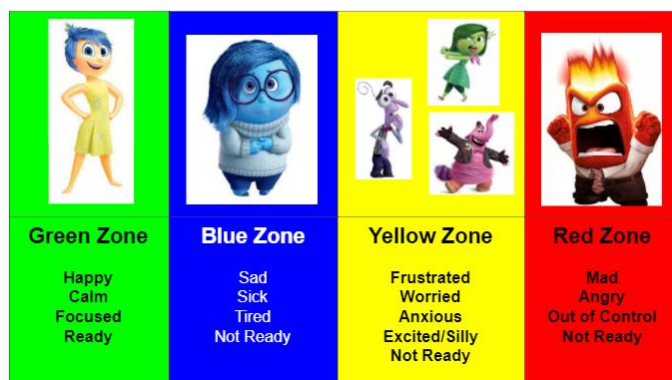 Green Zone
Happy
Calm
Focused
Ready
Blue Zone
Sad
Sick
Tired
Not Ready
Yellow Zone
Frustrated
Worried
Anxious
Excited/Silly
Not Ready
Red Zone
Mad
Angry
Out of Control
Not Ready